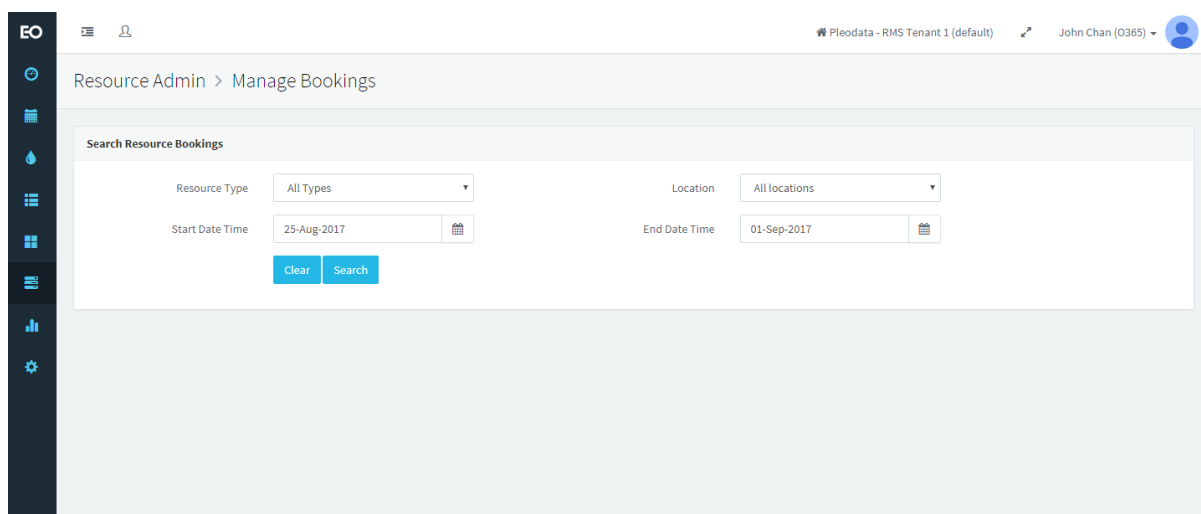 EO
Pleodata - RMS Tenant 1 (default) John Chan (O365)
Resource Admin > Manage Bookings
Search Resource Bookings
Resource Type All Types Location All locations
Start Date Time 25-Aug-2017 End Date Time 01-Sep-2017
Clear Search